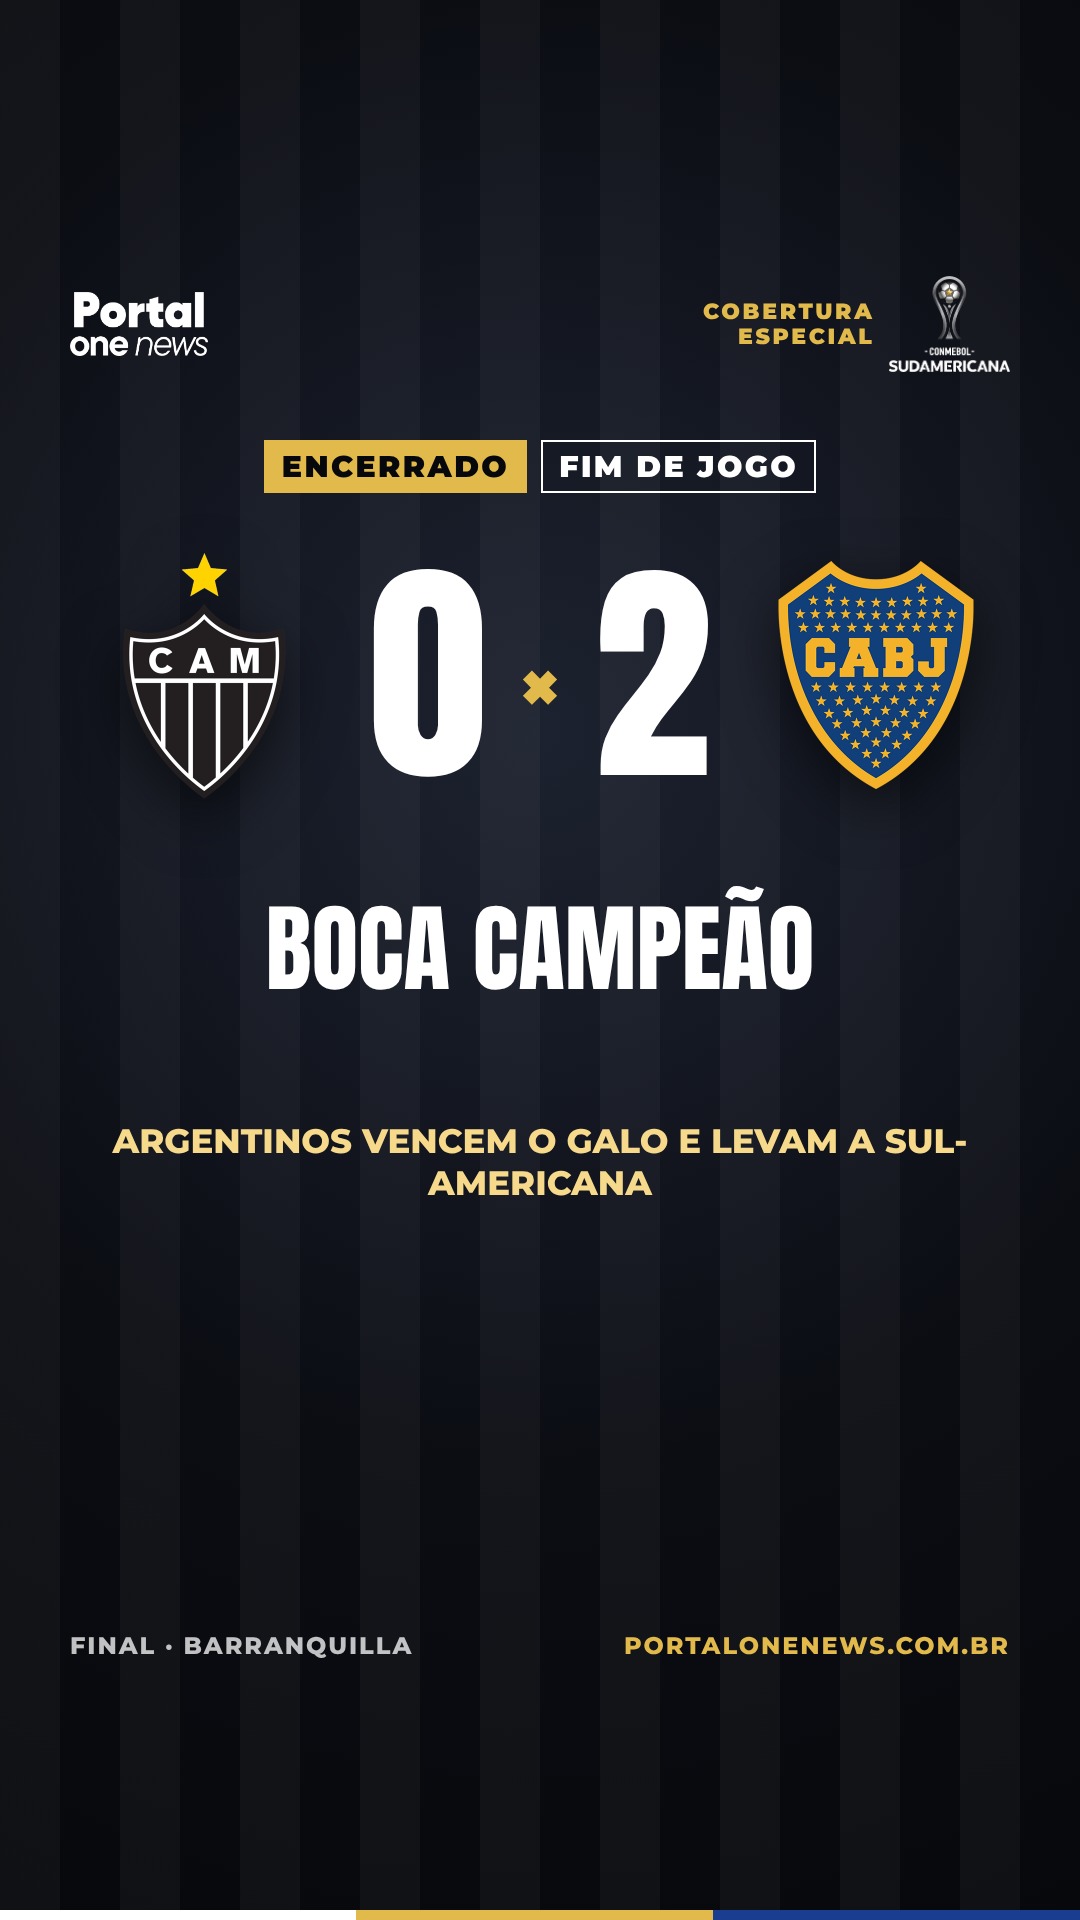 Portal
one news
COBERTURA
ESPECIAL
-CONMEBOL-
SUDAMERICANA
ENCERRADO
FIM DE JOGO
CAM
0 × 2
CABJ
BOCA CAMPEÃO
ARGENTINOS VENCEM O GALO E LEVAM A SUL-
AMERICANA
FINAL · BARRANQUILLA
PORTALONENEWS.COM.BR